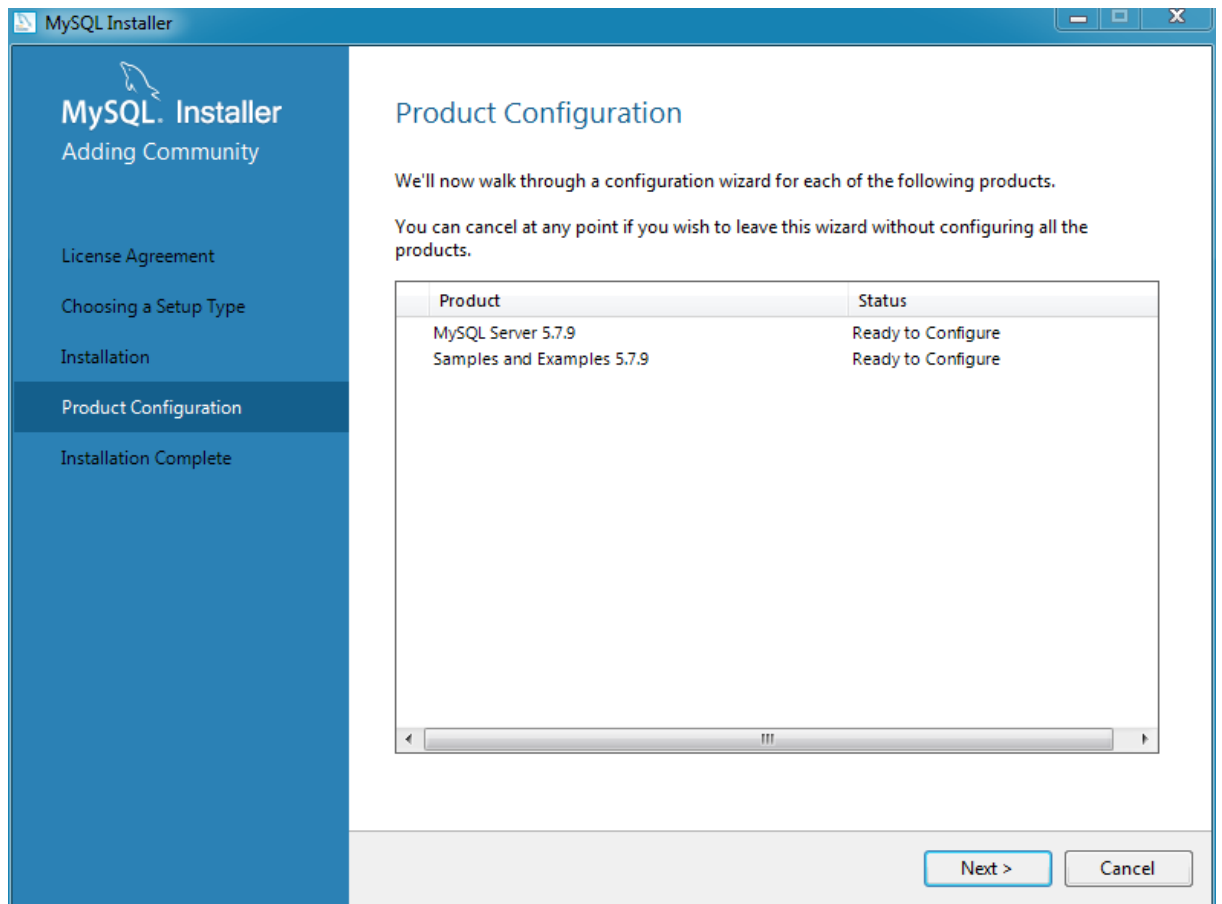 MySQL Installer
MySQL. Installer
Adding Community
License Agreement
Choosing a Setup Type
Installation
Product Configuration
Installation Complete
Product Configuration
We'll now walk through a configuration wizard for each of the following products.
You can cancel at any point if you wish to leave this wizard without configuring all the
products.
Product Status
MySQL Server 5.7.9 Ready to Configure
Samples and Examples 5.7.9 Ready to Configure
Next > Cancel